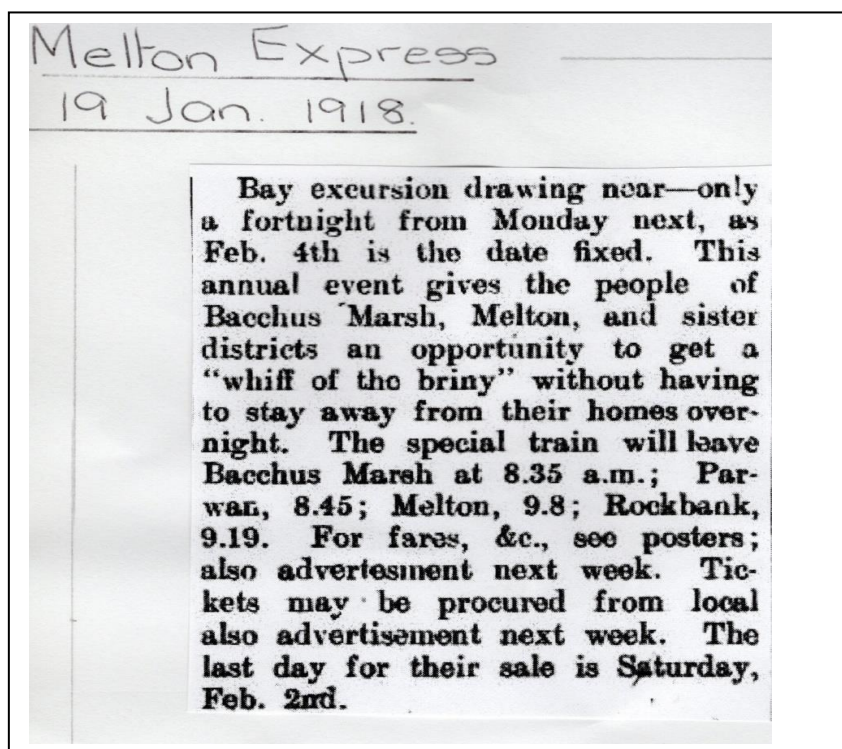 Melton Express
19 Jan. 1918.
Bay excursion drawing near—only
a fortnight from Monday next, as
Feb. 4th is the date fixed. This
annual event gives the people of
Bacchus Marsh, Melton, and sister
districts an opportunity to get a
“whiff of the briny” without having
to stay away from their homes over-
night. The special train will leave
Bacchus Marsh at 8.35 a.m.; Par-
wan, 8.45; Melton, 9.8; Rockbank,
9.19. For fares, &c., see posters;
also advertesment next week. Tic-
kets may be procured from local
also advertisement next week. The
last day for their sale is Saturday,
Feb. 2nd.